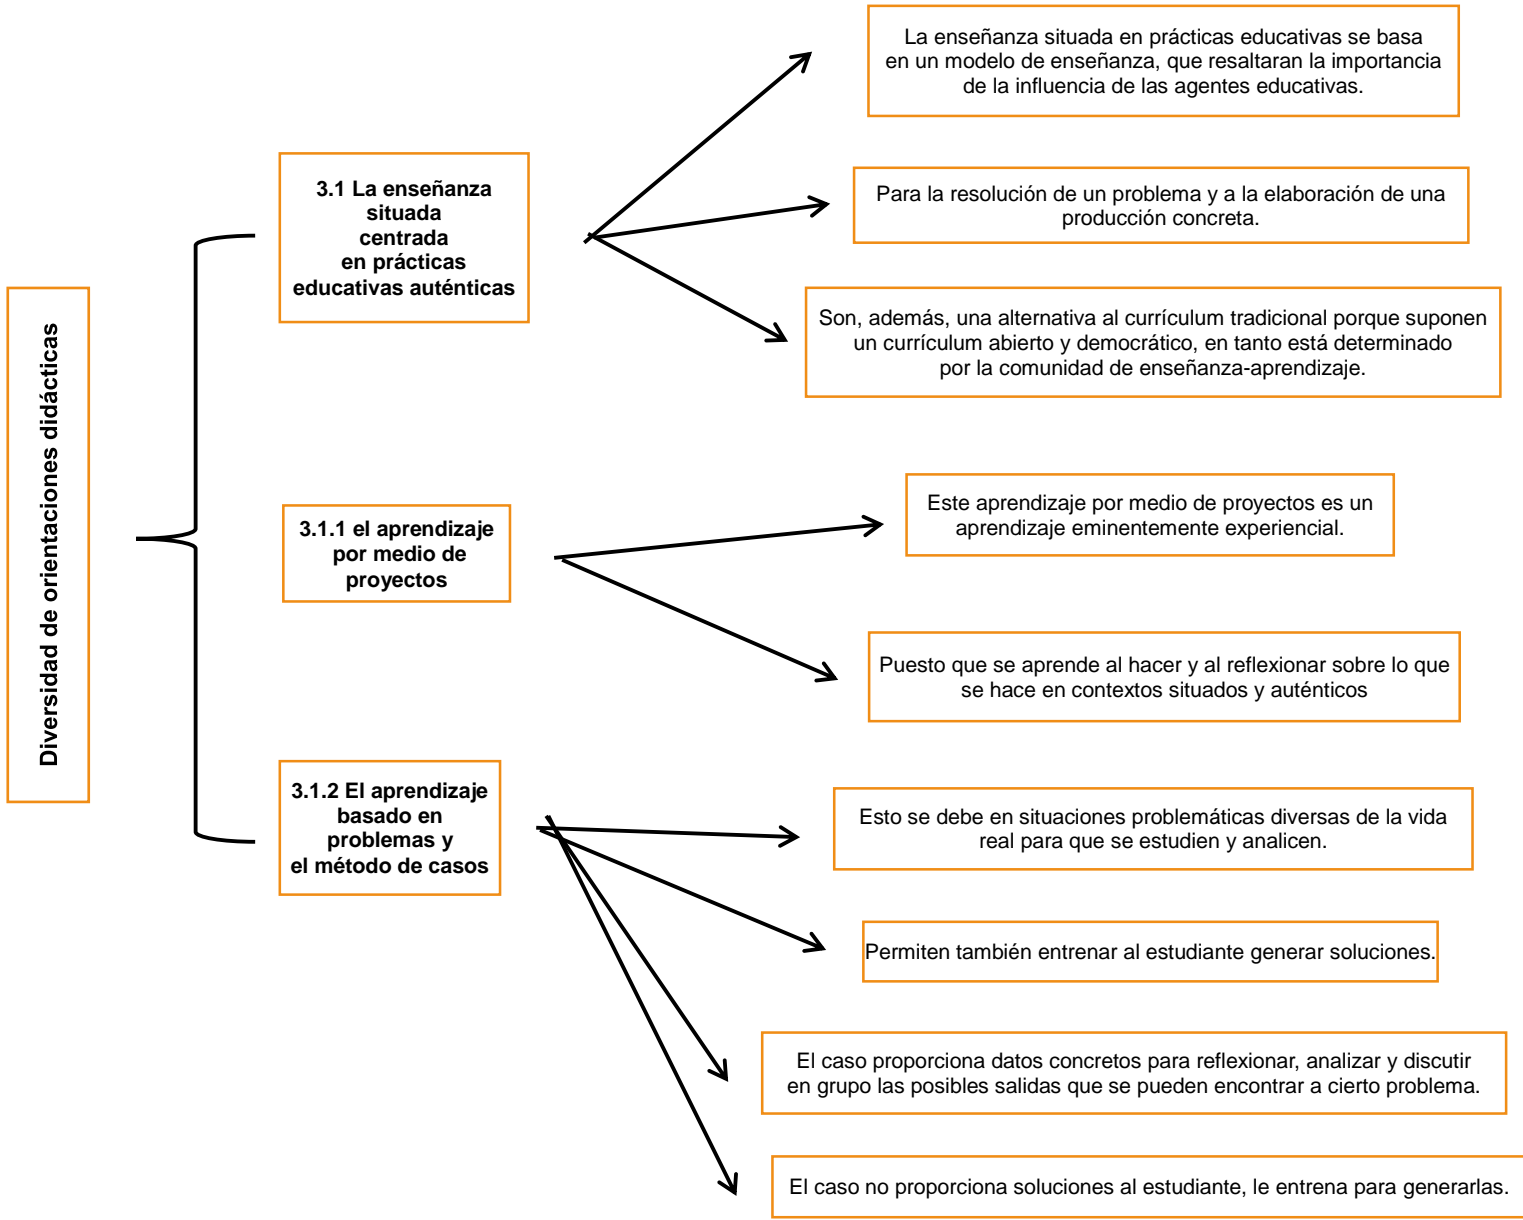 Diversidad de orientaciones didácticas
3.1 La enseñanza
situada
centrada
en prácticas
educativas auténticas
La enseñanza situada en prácticas educativas se basa
en un modelo de enseñanza, que resaltaran la importancia
de la influencia de las agentes educativas.
Para la resolución de un problema y a la elaboración de una
producción concreta.
Son, además, una alternativa al currículum tradicional porque suponen
un currículum abierto y democrático, en tanto está determinado
por la comunidad de enseñanza-aprendizaje.
3.1.1 el aprendizaje
por medio de
proyectos
Este aprendizaje por medio de proyectos es un
aprendizaje eminentemente experiencial.
Puesto que se aprende al hacer y al reflexionar sobre lo que
se hace en contextos situados y auténticos
3.1.2 El aprendizaje
basado en
problemas y
el método de casos
Esto se debe en situaciones problemáticas diversas de la vida
real para que se estudien y analicen.
Permiten también entrenar al estudiante generar soluciones.
El caso proporciona datos concretos para reflexionar, analizar y discutir
en grupo las posibles salidas que se pueden encontrar a cierto problema.
El caso no proporciona soluciones al estudiante, le entrena para generarlas.